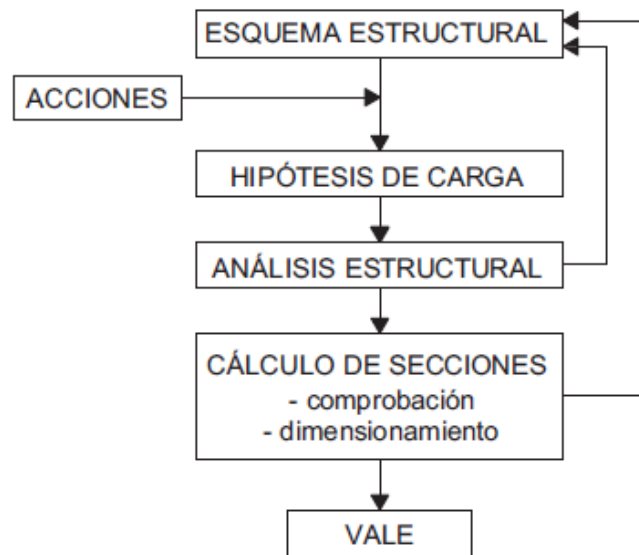 ESQUEMA ESTRUCTURAL
ACCIONES
HIPÓTESIS DE CARGA
ANÁLISIS ESTRUCTURAL
CÁLCULO DE SECCIONES
- comprobación
- dimensionamiento
VALE